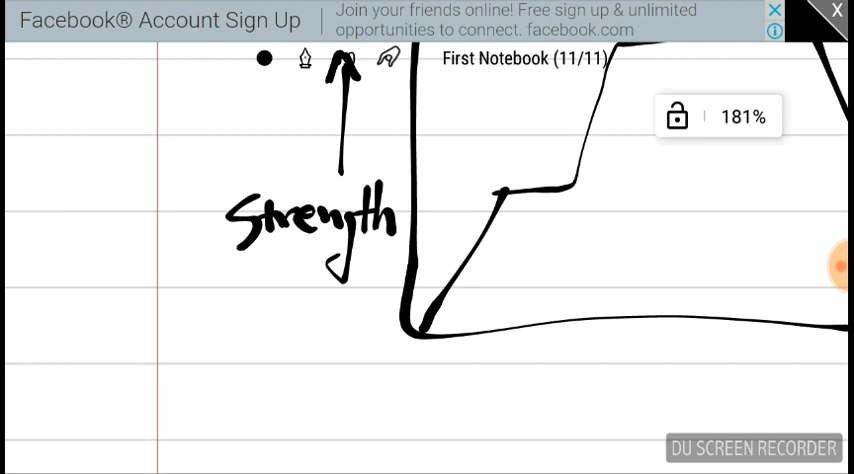 Facebook® Account Sign Up
Join your friends online! Free sign up & unlimited
opportunities to connect. facebook.com
X
First Notebook (11/11)
181%
Strength
DU SCREEN RECORDER